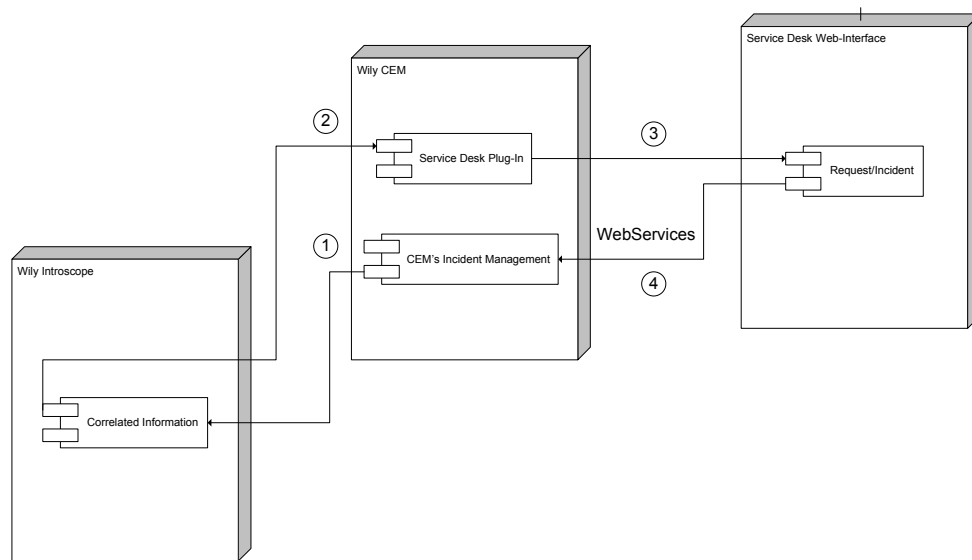 Service Desk Web-Interface
Wily CEM
2
3
Service Desk Plug-In
Request/Incident
WebServices
1
CEM's Incident Management
4
Wily Introscope
Correlated Information